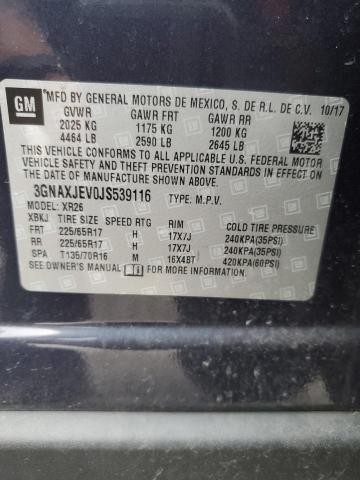 GM MFD BY GENERAL MOTORS DE MEXICO, S. DE R.L. DE C.V. 10/17
GVWR GAWR FRT GAWR RR
2025 KG 1175 KG 1200 KG
4464 LB 2590 LB 2645 LB
THIS VEHICLE CONFORMS TO ALL APPLICABLE U.S.
FEDERAL MOTOR VEHICLE SAFETY, BUMPER, AND
THEFT PREVENTION STANDARDS IN EFFECT ON
THE DATE OF MANUFACTURE SHOWN ABOVE.
3GNAXJEV0JS539116 TYPE: M.P.V.
MODEL: XR26
XBKJ TIRE SIZE SPEED RTG RIM COLD TIRE PRESSURE
FRT 225/65R17 H 17X7J 240KPA(35PSI)
RR 225/65R17 H 17X7J 240KPA(35PSI)
SPA T135/70R16 M 16X4BT 420KPA(60PSI)
SEE OWNER'S MANUAL FOR MORE INFORMATION.